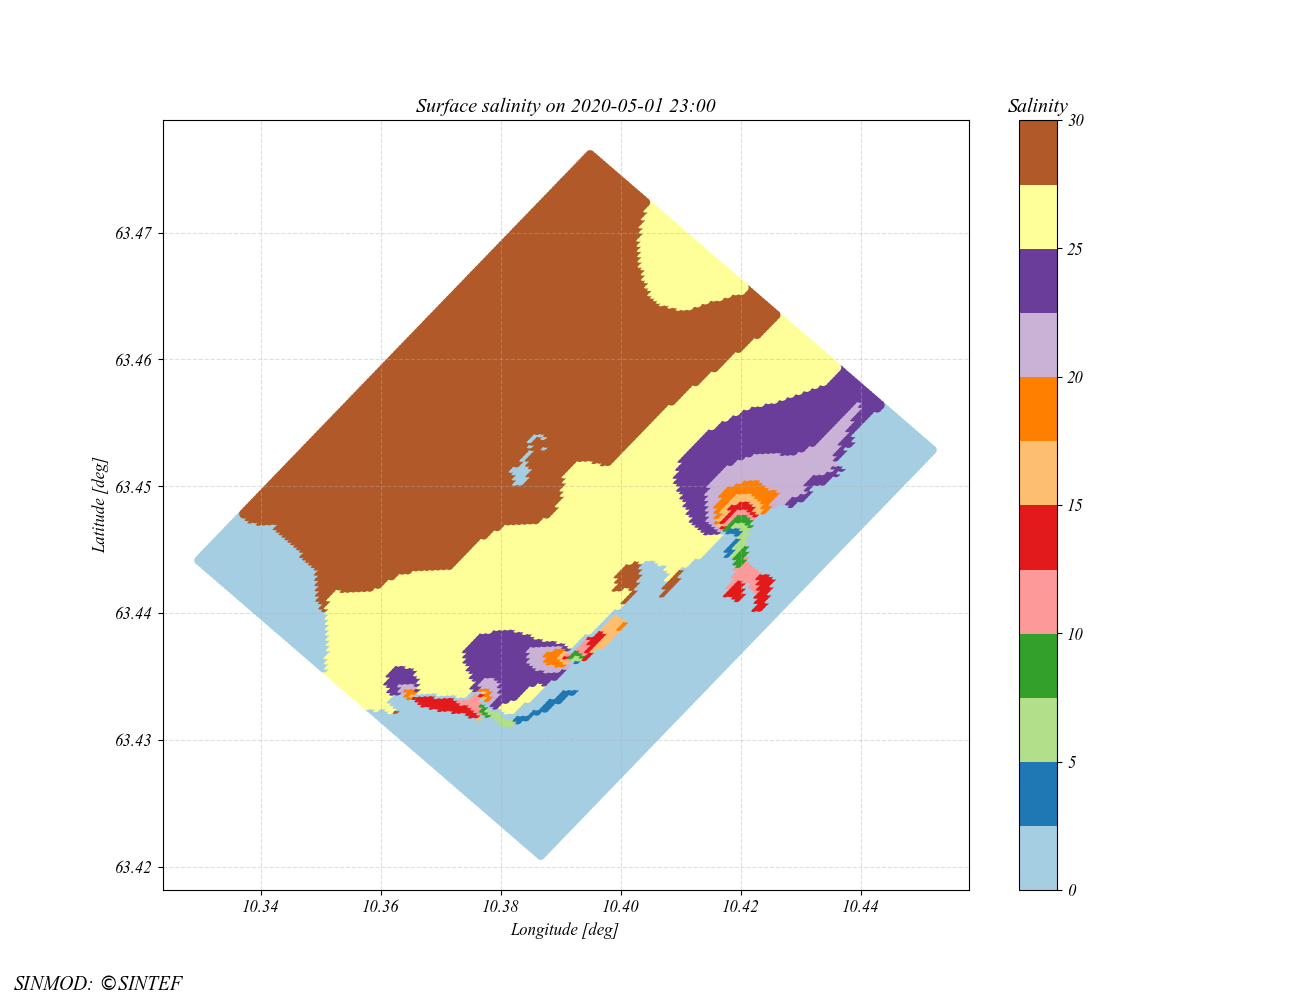 Surface salinity on 2020-05-01 23:00
Salinity
30
25
20
15
10
5
0
63.47
63.46
63.45
63.44
63.43
63.42
Latitude [deg]
10.34 10.36 10.38 10.40 10.42 10.44
Longitude [deg]
SINMOD: ©SINTEF